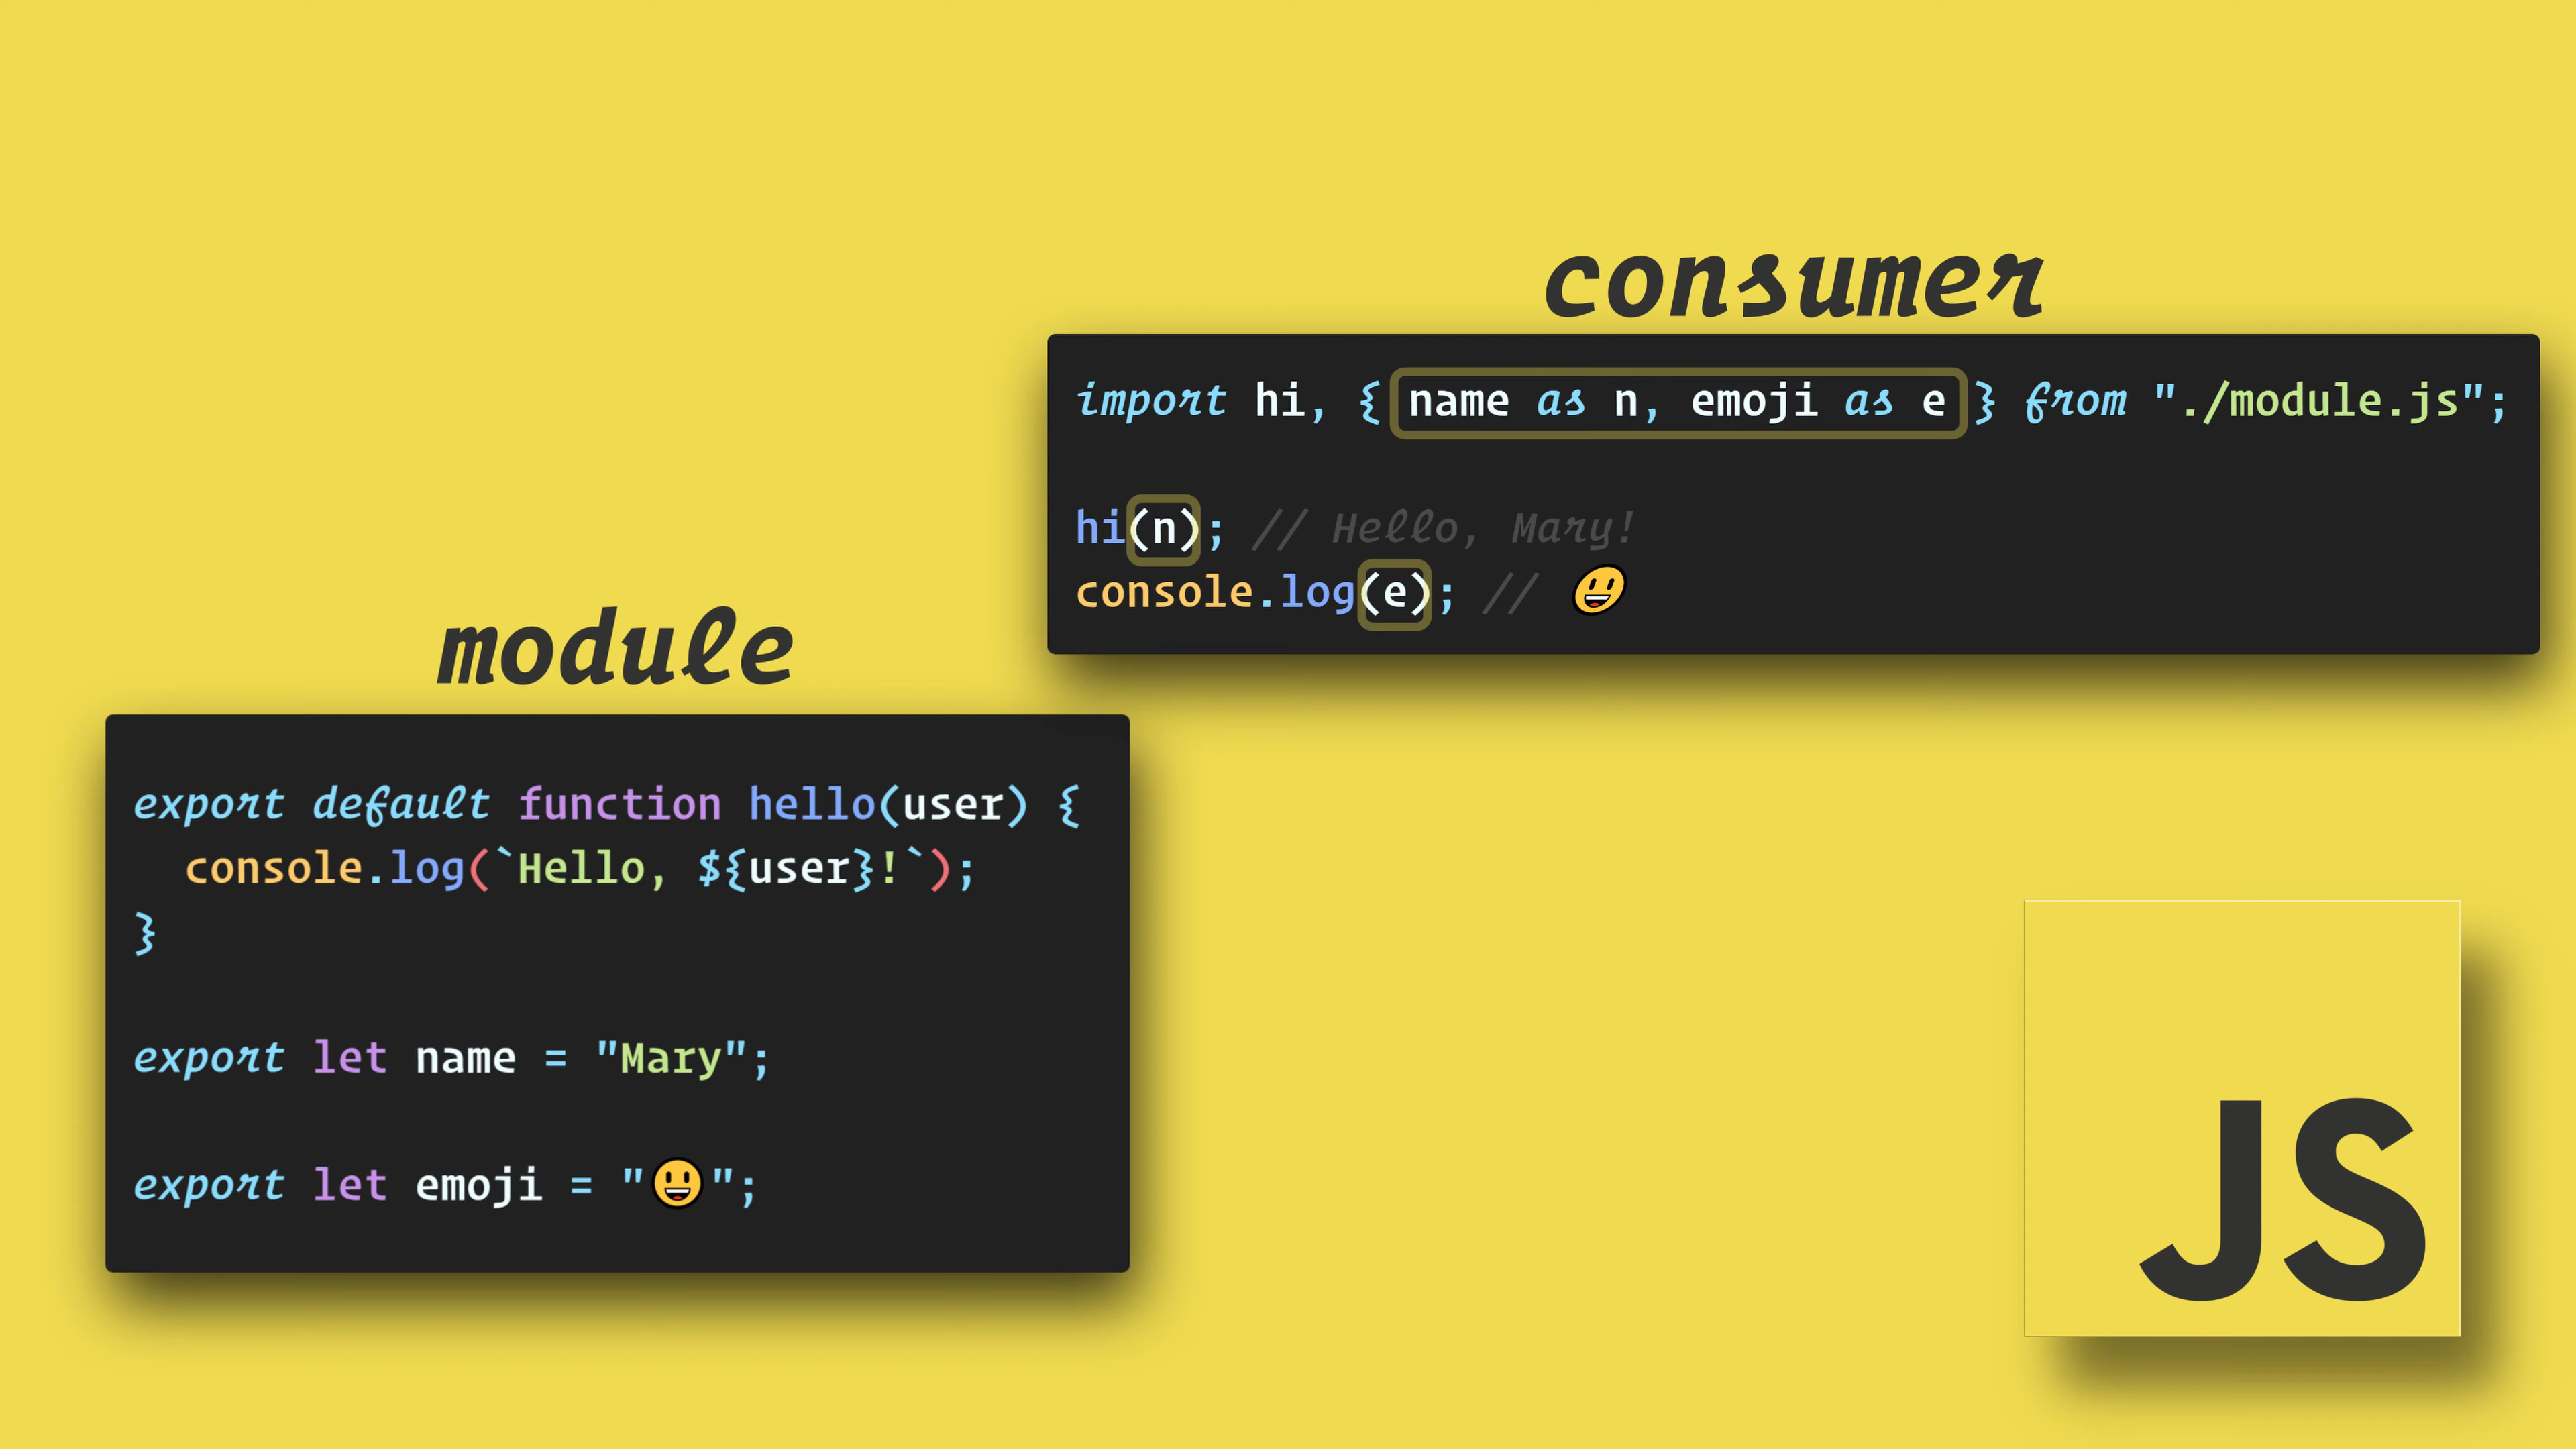 consumer
import hi, { name as n, emoji as e } from "./module.js";
hi(n); // Hello, Mary!
console.log(e); // 😃
module
export default function hello(user) {
  console.log(`Hello, ${user}!`);
}
export let name = "Mary";
export let emoji = "😃";
JS